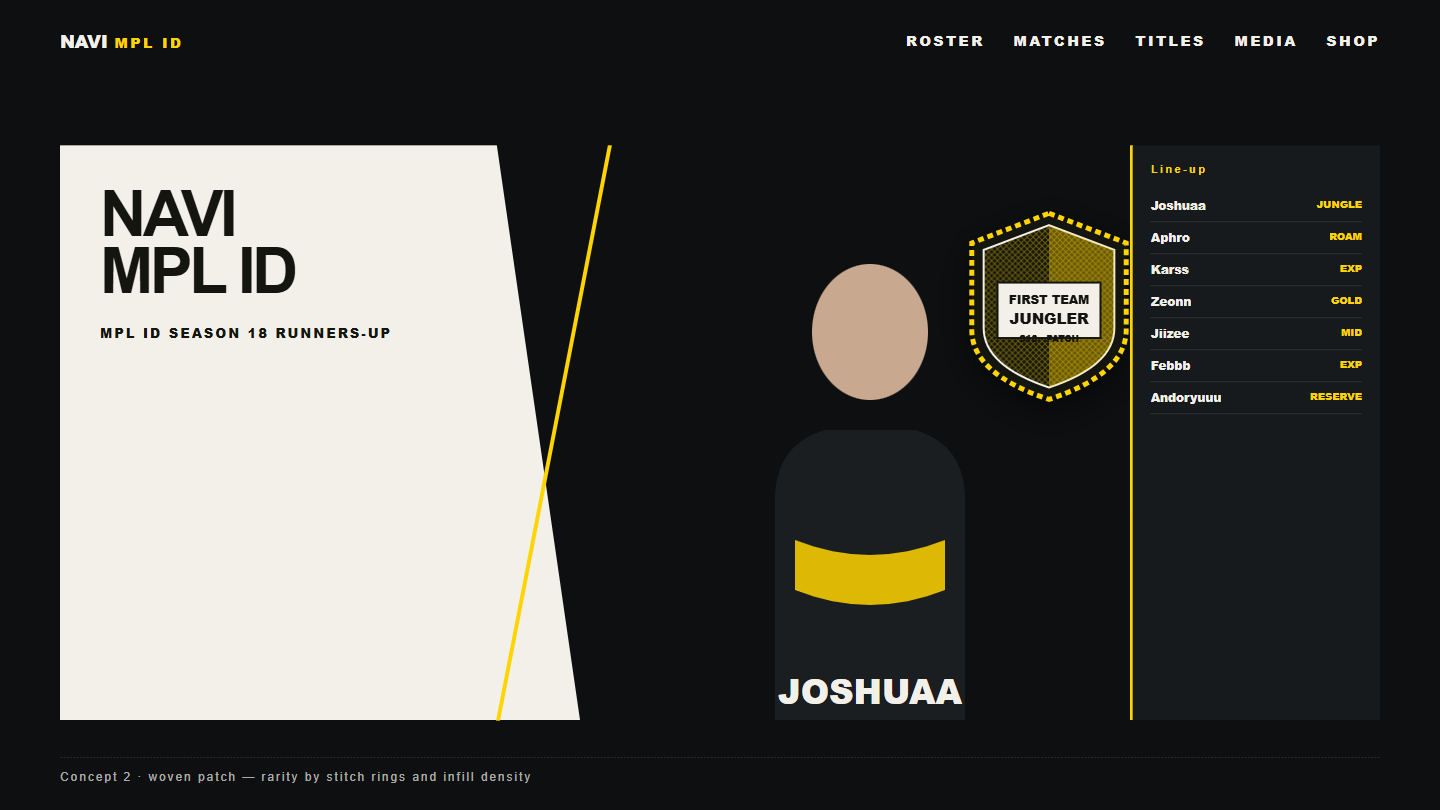 NAVI MPL ID
ROSTER MATCHES TITLES MEDIA SHOP
NAVI
MPL ID
MPL ID SEASON 18 RUNNERS-UP
FIRST TEAM
JUNGLER
PATCH
JOSHUAA
Line-up
Joshuaa JUNGLE
Aphro ROAM
Karss EXP
Zeonn GOLD
Jiizee MID
Febbb EXP
Andoryuuu RESERVE
Concept 2 · woven patch — rarity by stitch rings and infill density